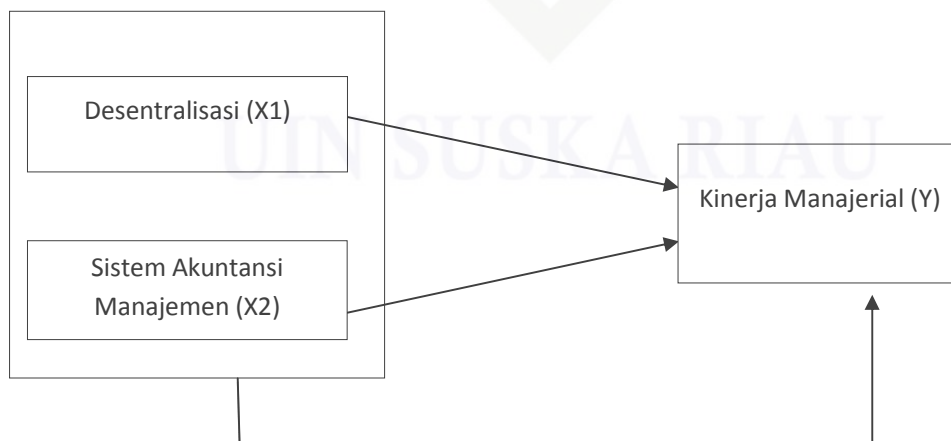 Desentralisasi (X1)
UIN SUSKA RIAU
Kinerja Manajerial (Y)
Sistem Akuntansi
Manajemen (X2)